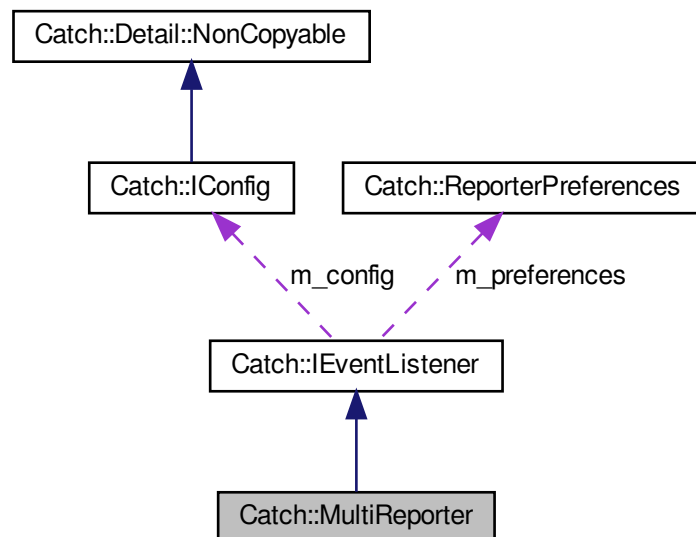 Catch::Detail::NonCopyable
Catch::IConfig
Catch::ReporterPreferences
m_config
m_preferences
Catch::IEventListener
Catch::MultiReporter